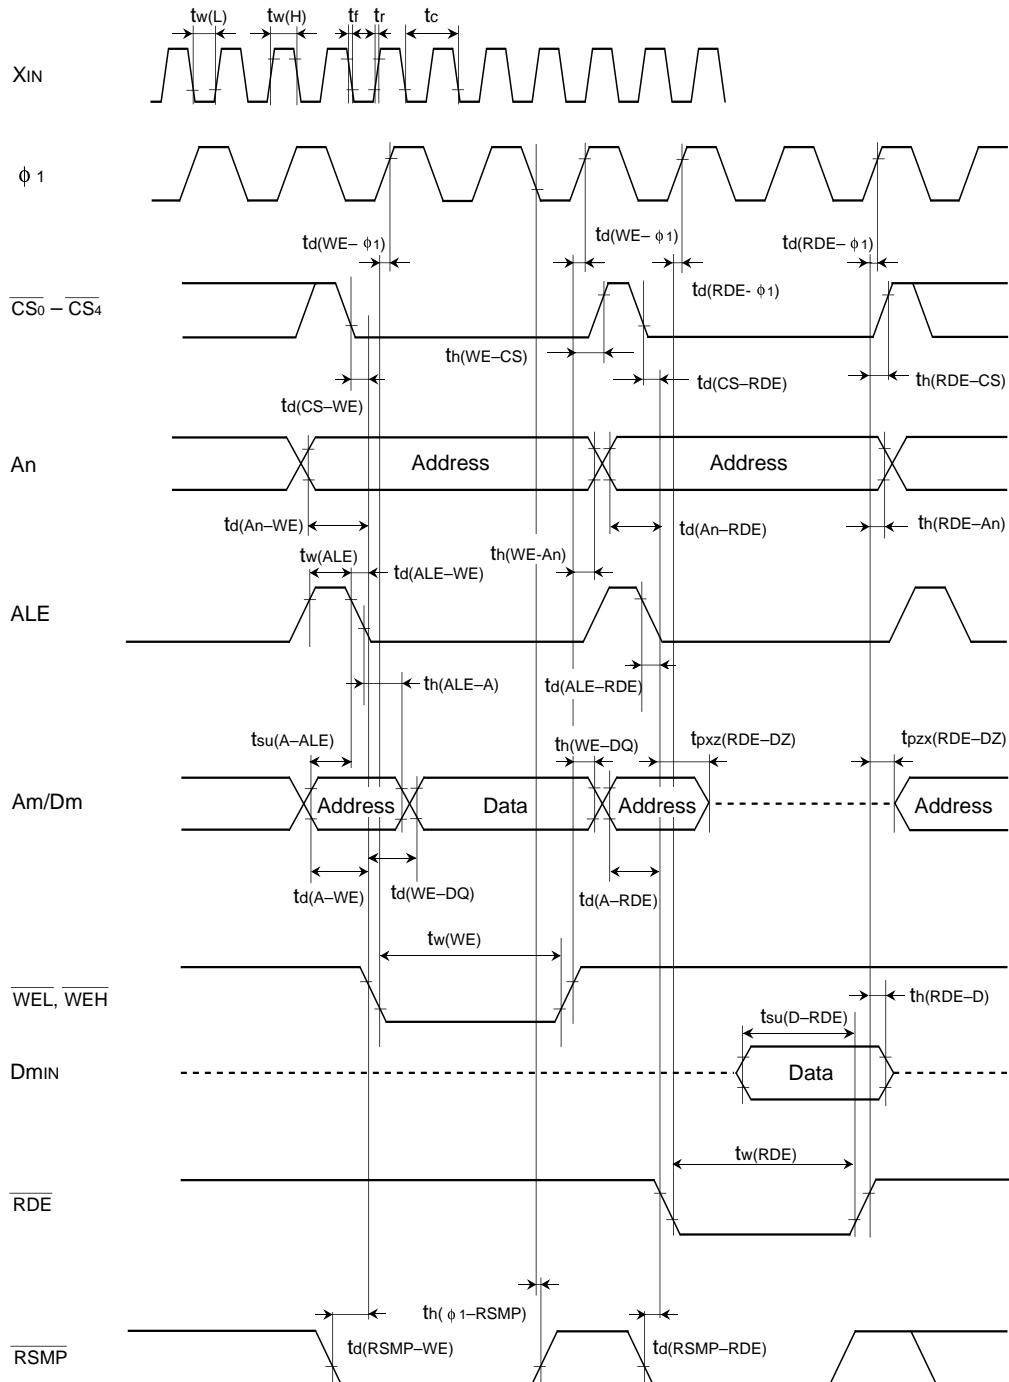 tw(L) tw(H) tf tr tc
XIN
ϕ 1
td(WE– ϕ1) td(WE– ϕ1) td(RDE– ϕ1)
td(RDE- ϕ1)
CS0 – CS4
th(WE–CS)
td(CS–RDE) th(RDE–CS)
td(CS–WE)
An Address Address
td(An–WE) td(An–RDE) th(RDE–An)
tw(ALE) th(WE-An)
td(ALE–WE)
ALE
th(ALE–A) td(ALE–RDE)
tsu(A–ALE) th(WE–DQ) tpxz(RDE–DZ) tpzx(RDE–DZ)
Am/Dm Address Data Address Address
td(A–WE) td(WE–DQ) td(A–RDE)
tw(WE)
WEL, WEH
th(RDE–D)
tsu(D–RDE)
DmIN Data
tw(RDE)
RDE
th( ϕ1–RSMP)
td(RSMP–WE) td(RSMP–RDE)
RSMP